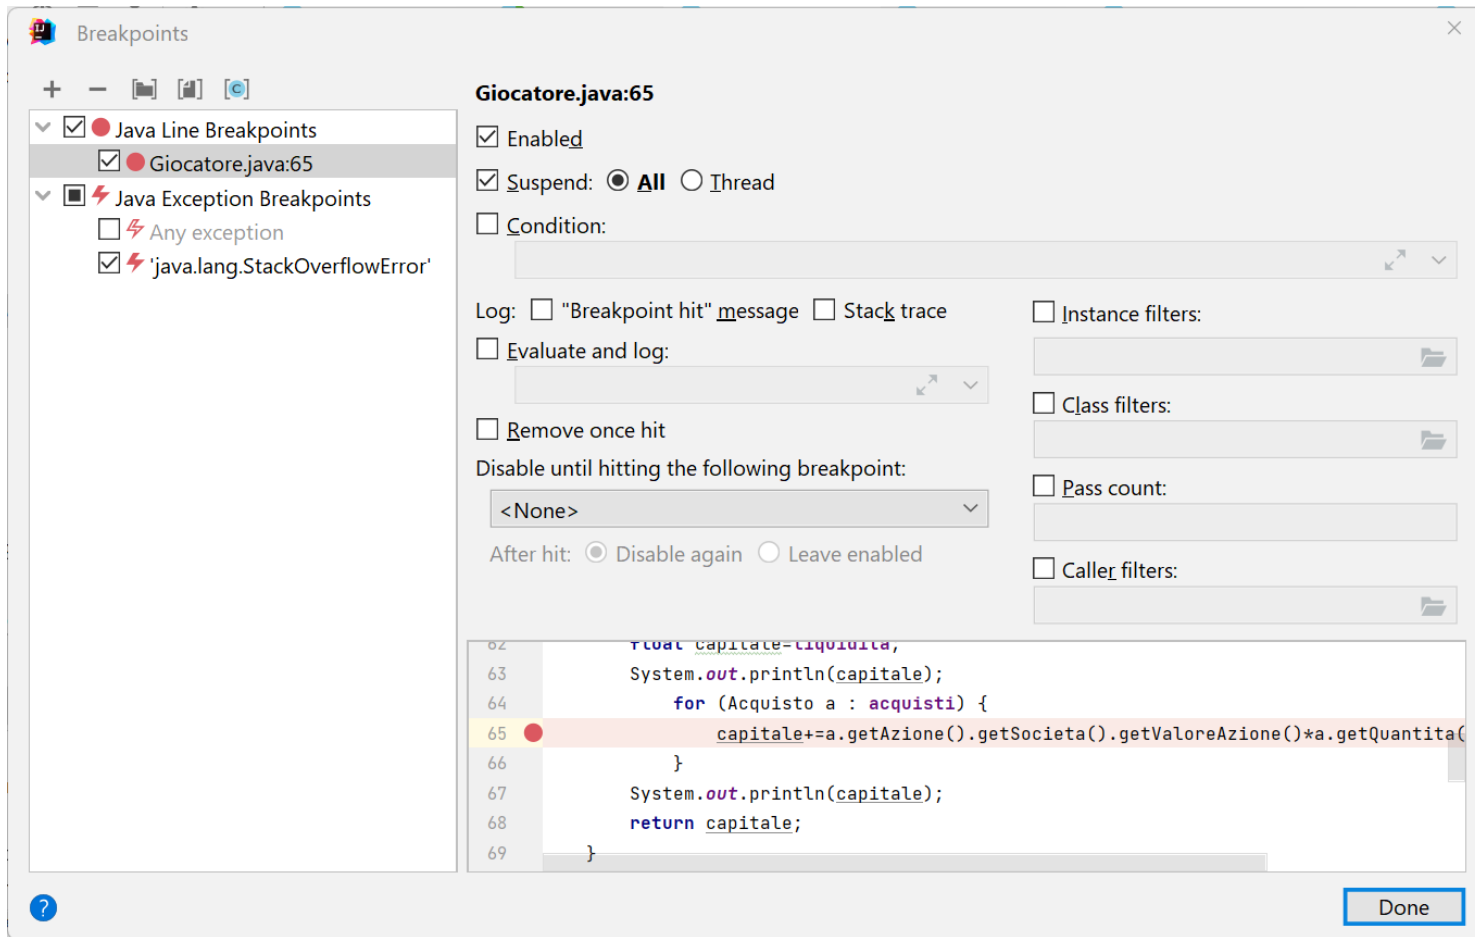 Breakpoints
Giocatore.java:65
Java Line Breakpoints
Giocatore.java:65
Java Exception Breakpoints
Any exception
'java.lang.StackOverflowError'
Enabled
Suspend: All Thread
Condition:
Log: "Breakpoint hit" message Stack trace
Evaluate and log:
Remove once hit
Disable until hitting the following breakpoint:
<None>
After hit: Disable again Leave enabled
Instance filters:
Class filters:
Pass count:
Caller filters:
62 float capitale=liquidita;
63 System.out.println(capitale);
64 for (Acquisto a : acquisti) {
65 capitale+=a.getAzione().getSocieta().getValoreAzione()*a.getQuantita(
66 }
67 System.out.println(capitale);
68 return capitale;
69 }
? Done